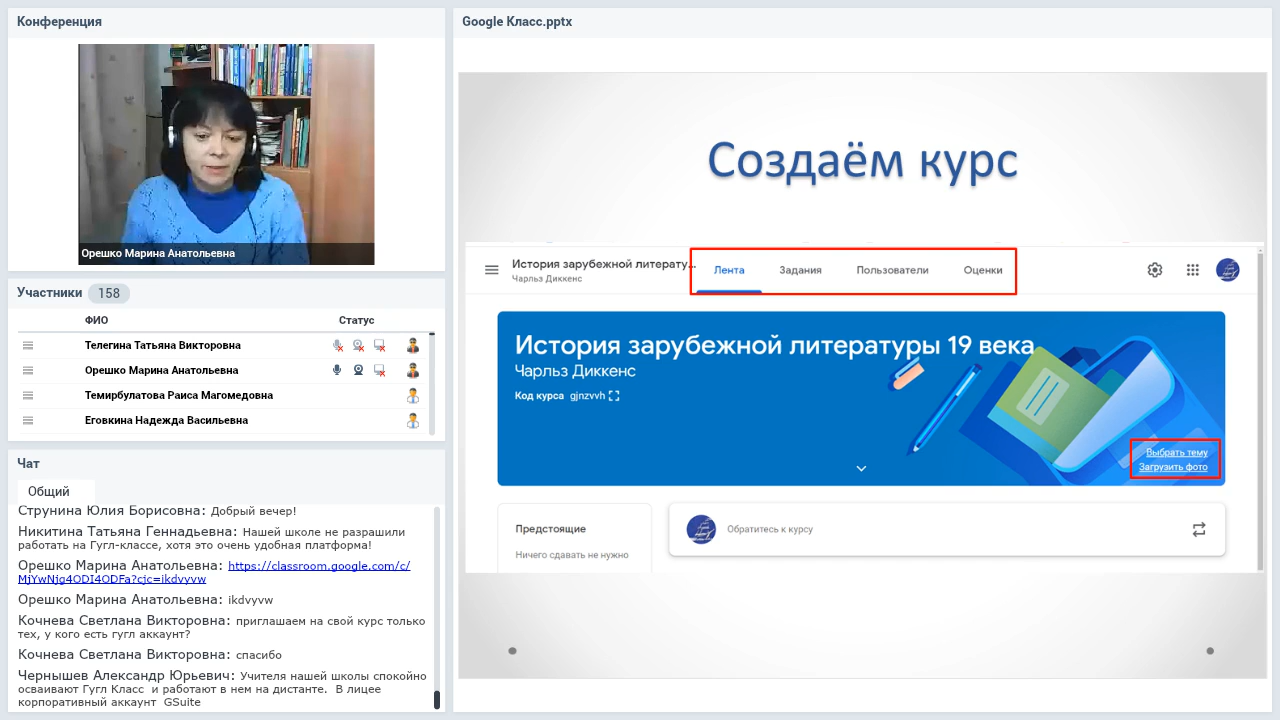 Конференция
Орешко Марина Анатольевна
Участники 158
ФИО Статус
Телегина Татьяна Викторовна
Орешко Марина Анатольевна
Темирбулатова Раиса Магомедовна
Еговкина Надежда Васильевна
Чат
Общий
Струнина Юлия Борисовна: Добрый вечер!
Никитина Татьяна Геннадьевна: Нашей школе не разрашили
работать на Гугл-классе, хотя это очень удобная платформа!
Орешко Марина Анатольевна: https://classroom.google.com/c/
MjYwNjg4ODI4ODFa?cjc=ikdvyvw
Орешко Марина Анатольевна: ikdvyvw
Кочнева Светлана Викторовна: приглашаем на свой курс только
тех, у кого есть гугл аккаунт?
Кочнева Светлана Викторовна: спасибо
Чернышев Александр Юрьевич: Учителя нашей школы спокойно
осваивают Гугл Класс и работают в нем на дистанте. В лицее
корпоративный аккаунт GSuite
Google Класс.pptx
Создаём курс
История зарубежной литерату...
Чарльз Диккенс
Лента Задания Пользователи Оценки
История зарубежной литературы 19 века
Чарльз Диккенс
Код курса gjnzvvh
Выбрать тему
Загрузить фото
Предстоящие
Ничего сдавать не нужно
Обратитесь к курсу